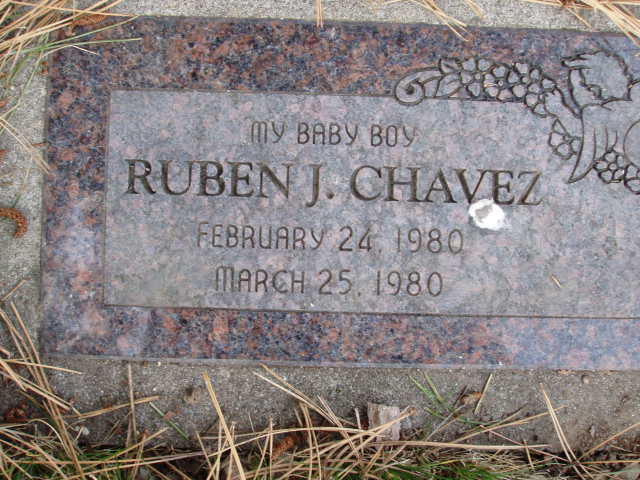 MY BABY BOY
RUBEN J. CHAVEZ
FEBRUARY 24, 1980
MARCH 25, 1980